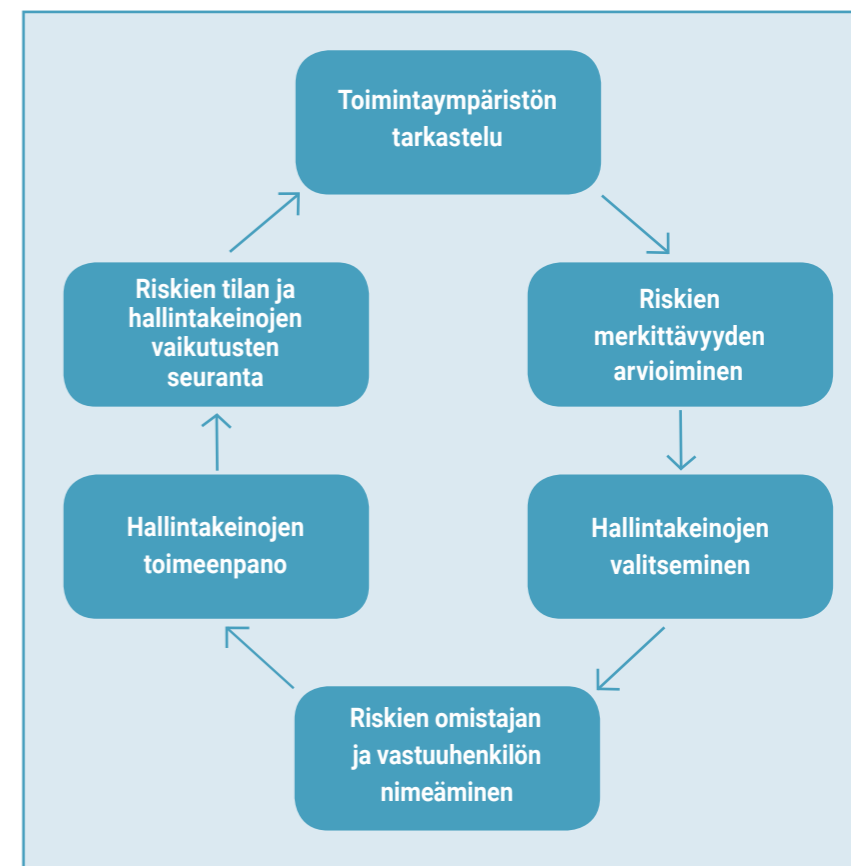 Toimintaympäristön
tarkastelu
Riskien
merkittävyyden
arvioiminen
Hallintakeinojen
valitseminen
Riskien omistajan
ja vastuuhenkilön
nimeäminen
Hallintakeinojen
toimeenpano
Riskien tilan ja
hallintakeinojen
vaikutusten
seuranta